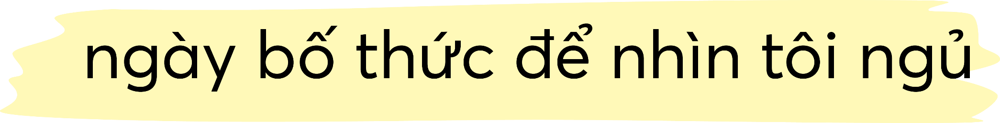 ngày bố thức để nhìn tôi ngủ